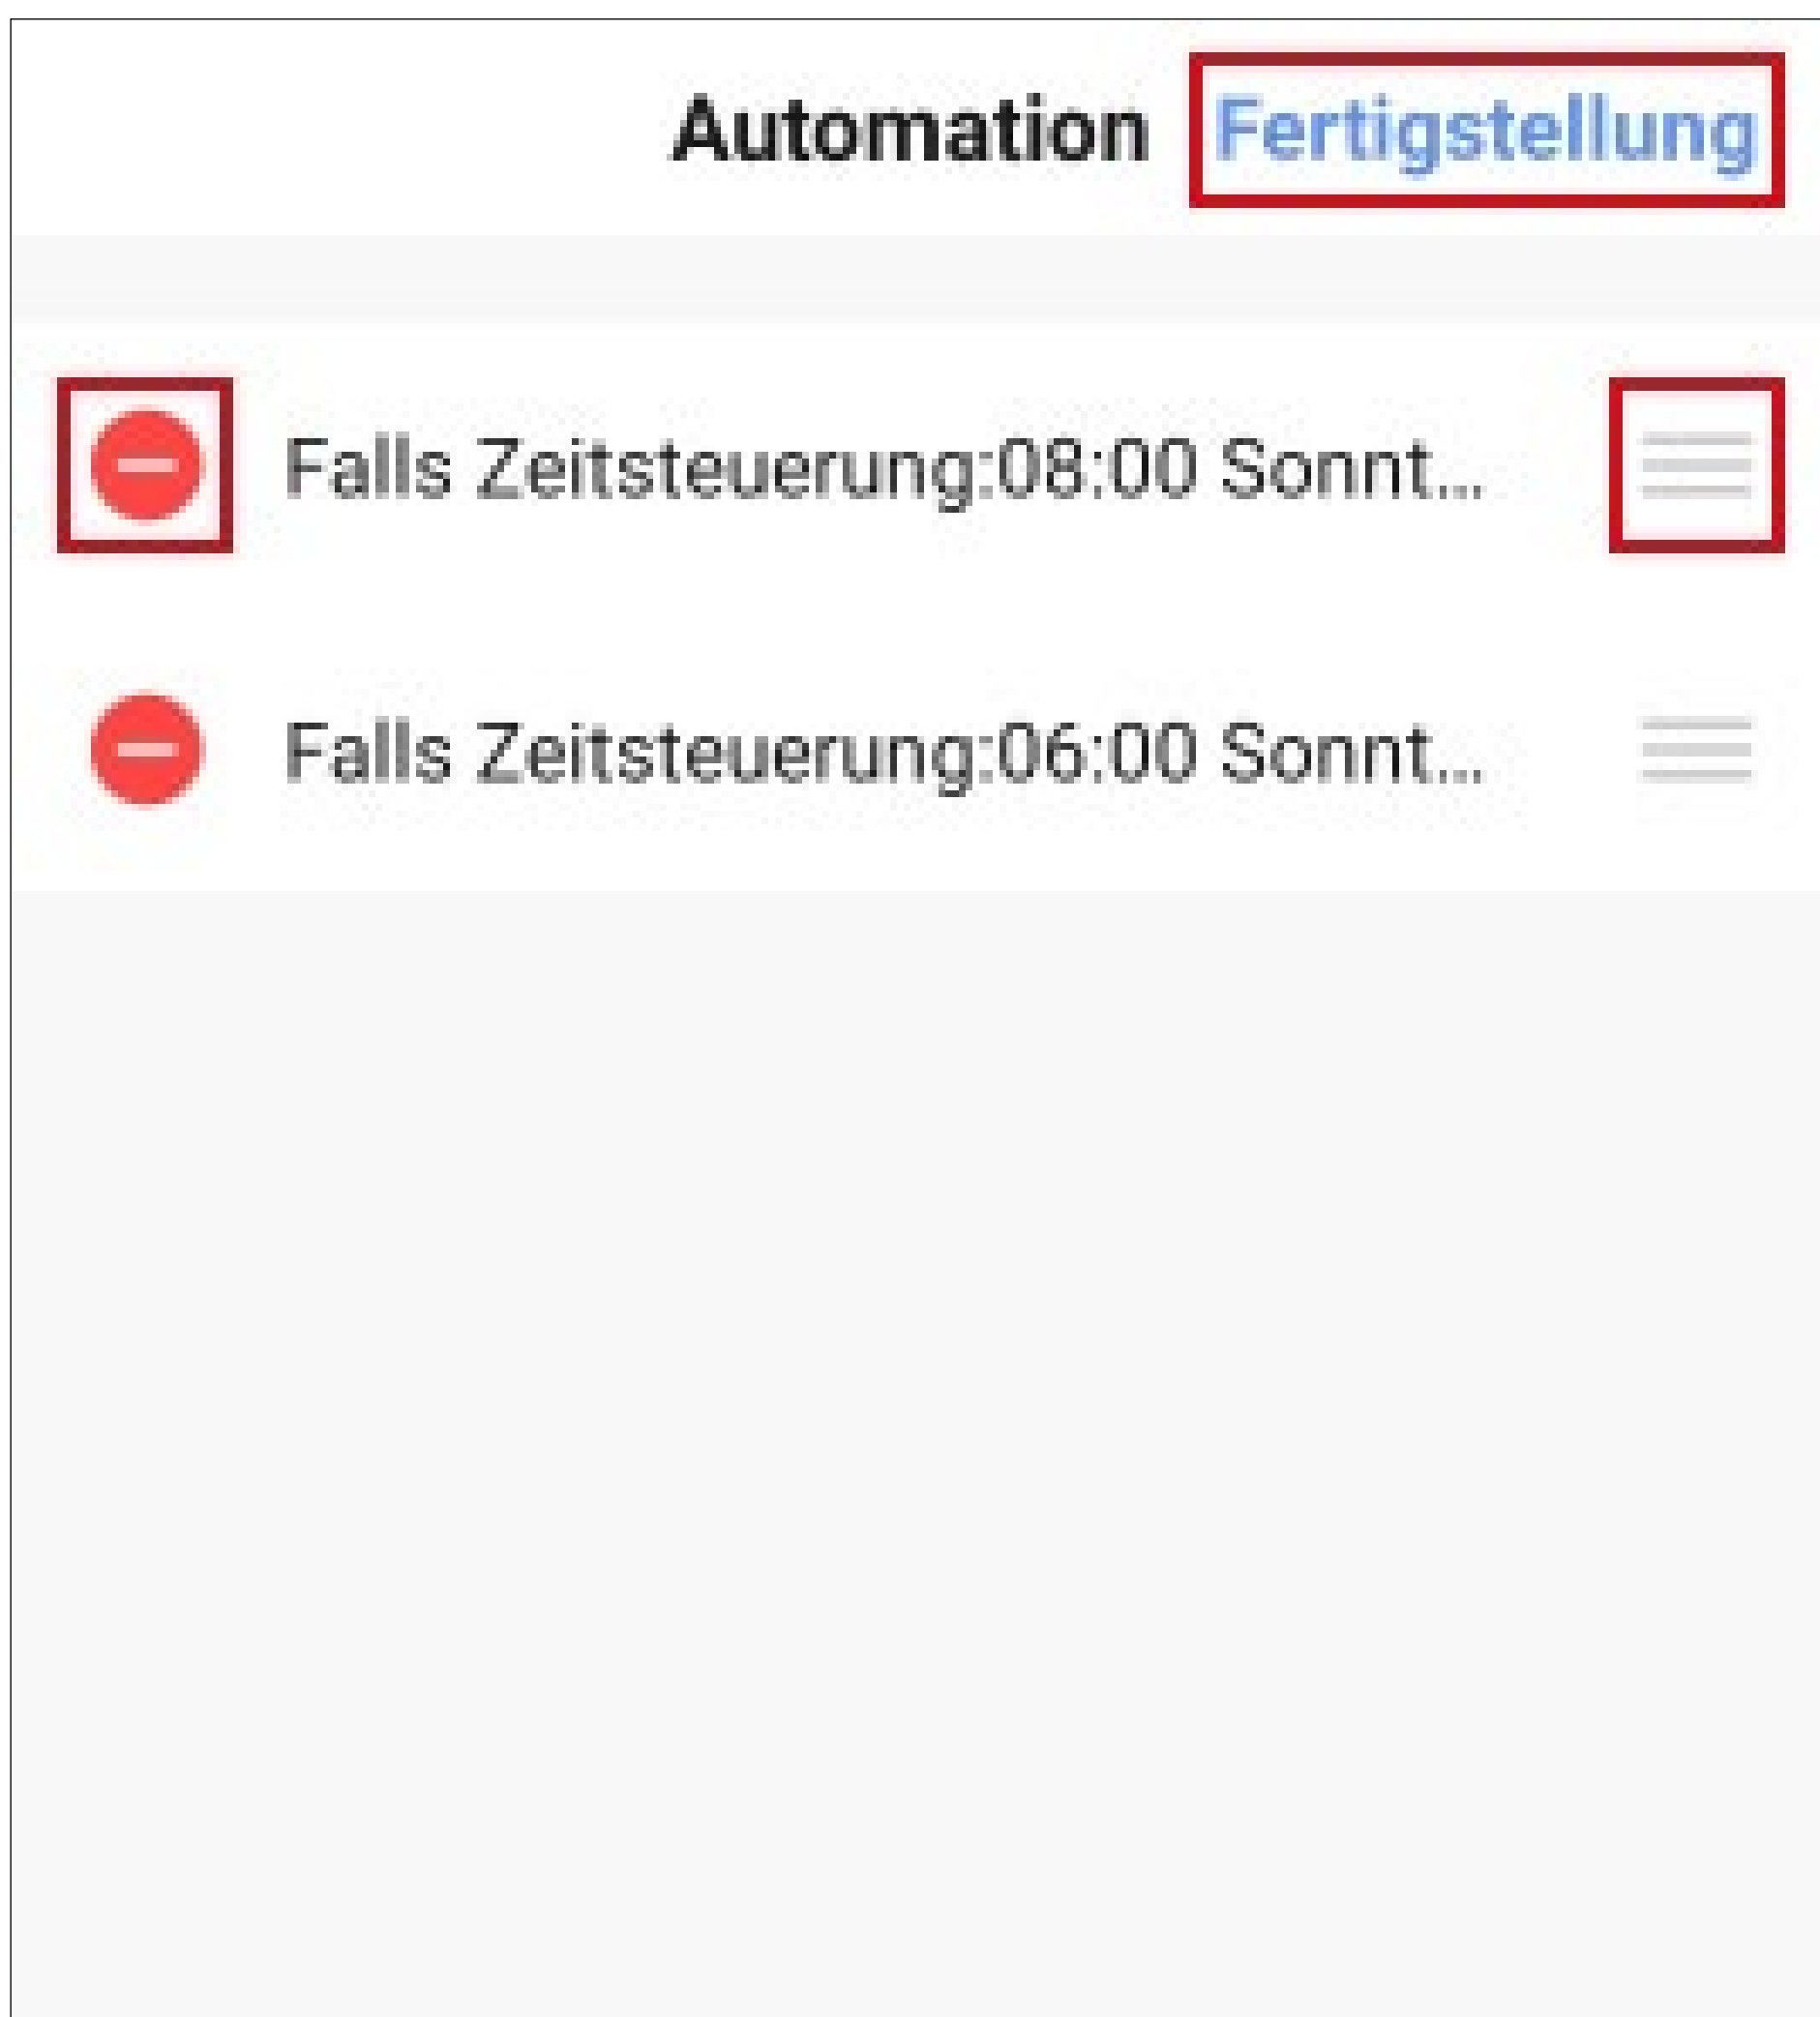 Automation Fertigstellung
Falls Zeitsteuerung:08:00 Sonnt...
Falls Zeitsteuerung:06:00 Sonnt...